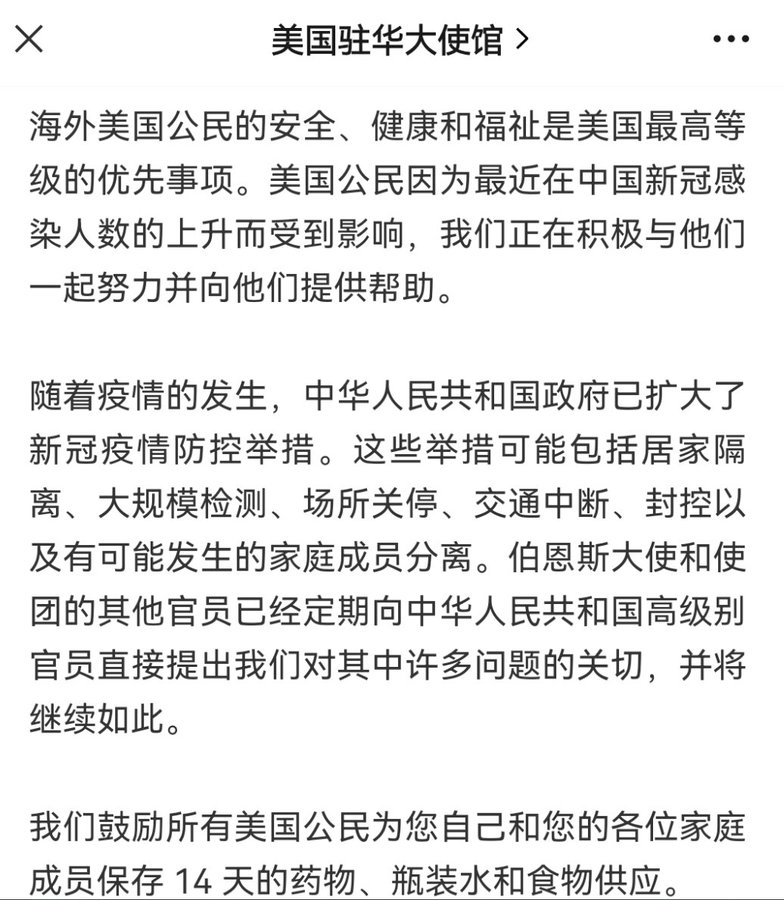 美国驻华大使馆
海外美国公民的安全、健康和福祉是美国最高等
级的优先事项。美国公民因为最近在中国新冠感
染人数的上升而受到影响，我们正在积极与他们
一起努力并向他们提供帮助。
随着疫情的发生，中华人民共和国政府已扩大了
新冠疫情防控举措。这些举措可能包括居家隔
离、大规模检测、场所关停、交通中断、封控以
及有可能发生的家庭成员分离。伯恩斯大使和使
团的其他官员已经定期向中华人民共和国高级别
官员直接提出我们对其中许多问题的关切，并将
继续如此。
我们鼓励所有美国公民为您自己和您的各位家庭
成员保存 14 天的药物、瓶装水和食物供应。